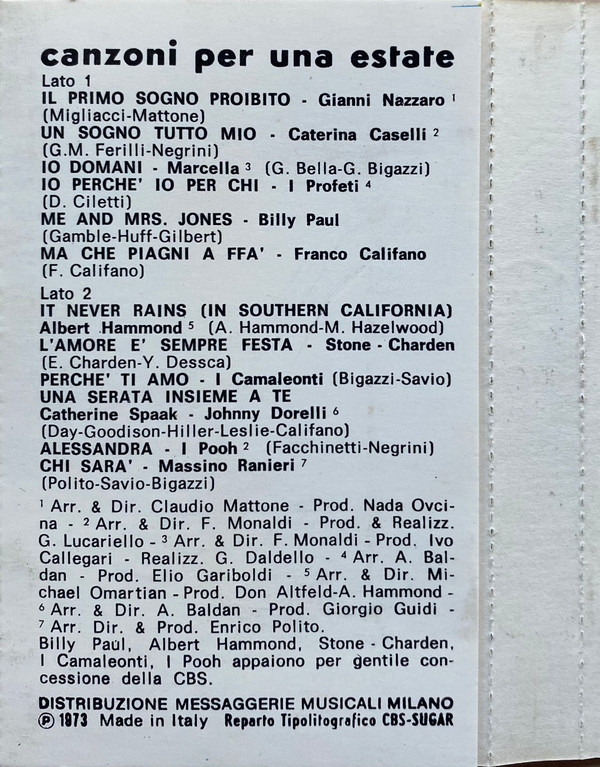 canzoni per una estate
Lato 1
IL PRIMO SOGNO PROIBITO - Gianni Nazzaro ¹
(Migliacci-Mattone)
UN SOGNO TUTTO MIO - Caterina Caselli ²
(G.M. Ferilli-Negrini)
IO DOMANI - Marcella ³ (G. Bella-G. Bigazzi)
IO PERCHE' IO PER CHI - I Profeti ⁴
(D. Ciletti)
ME AND MRS. JONES - Billy Paul
(Gamble-Huff-Gilbert)
MA CHE PIAGNI A FFA' - Franco Califano
(F. Califano)
Lato 2
IT NEVER RAINS (IN SOUTHERN CALIFORNIA)
Albert Hammond ⁵ (A. Hammond-M. Hazelwood)
L'AMORE E' SEMPRE FESTA - Stone - Charden
(E. Charden-Y. Dessca)
PERCHE' TI AMO - I Camaleonti (Bigazzi-Savio)
UNA SERATA INSIEME A TE
Catherine Spaak - Johnny Dorelli ⁶
(Day-Goodison-Hiller-Leslie-Califano)
ALESSANDRA - I Pooh ² (Facchinetti-Negrini)
CHI SARA' - Massino Ranieri ⁷
(Polito-Savio-Bigazzi)
¹ Arr. & Dir. Claudio Mattone - Prod. Nada Ovci-
na - ² Arr. & Dir. F. Monaldi - Prod. & Realizz.
G. Lucariello - ³ Arr. & Dir. F. Monaldi - Prod. Ivo
Callegari - Realizz. G. Daldello - ⁴ Arr. A. Bal-
dan - Prod. Elio Gariboldi - ⁵ Arr. & Dir. Mi-
chael Omartian - Prod. Don Altfeld-A. Hammond -
⁶ Arr. & Dir. A. Baldan - Prod. Giorgio Guidi -
⁷ Arr. Dir. & Prod. Enrico Polito.
Billy Paul, Albert Hammond, Stone - Charden,
I Camaleonti, I Pooh appaiono per gentile con-
cessione della CBS.
DISTRIBUZIONE MESSAGGERIE MUSICALI MILANO
℗ 1973 Made in Italy Reparto Tipolitografico CBS-SUGAR